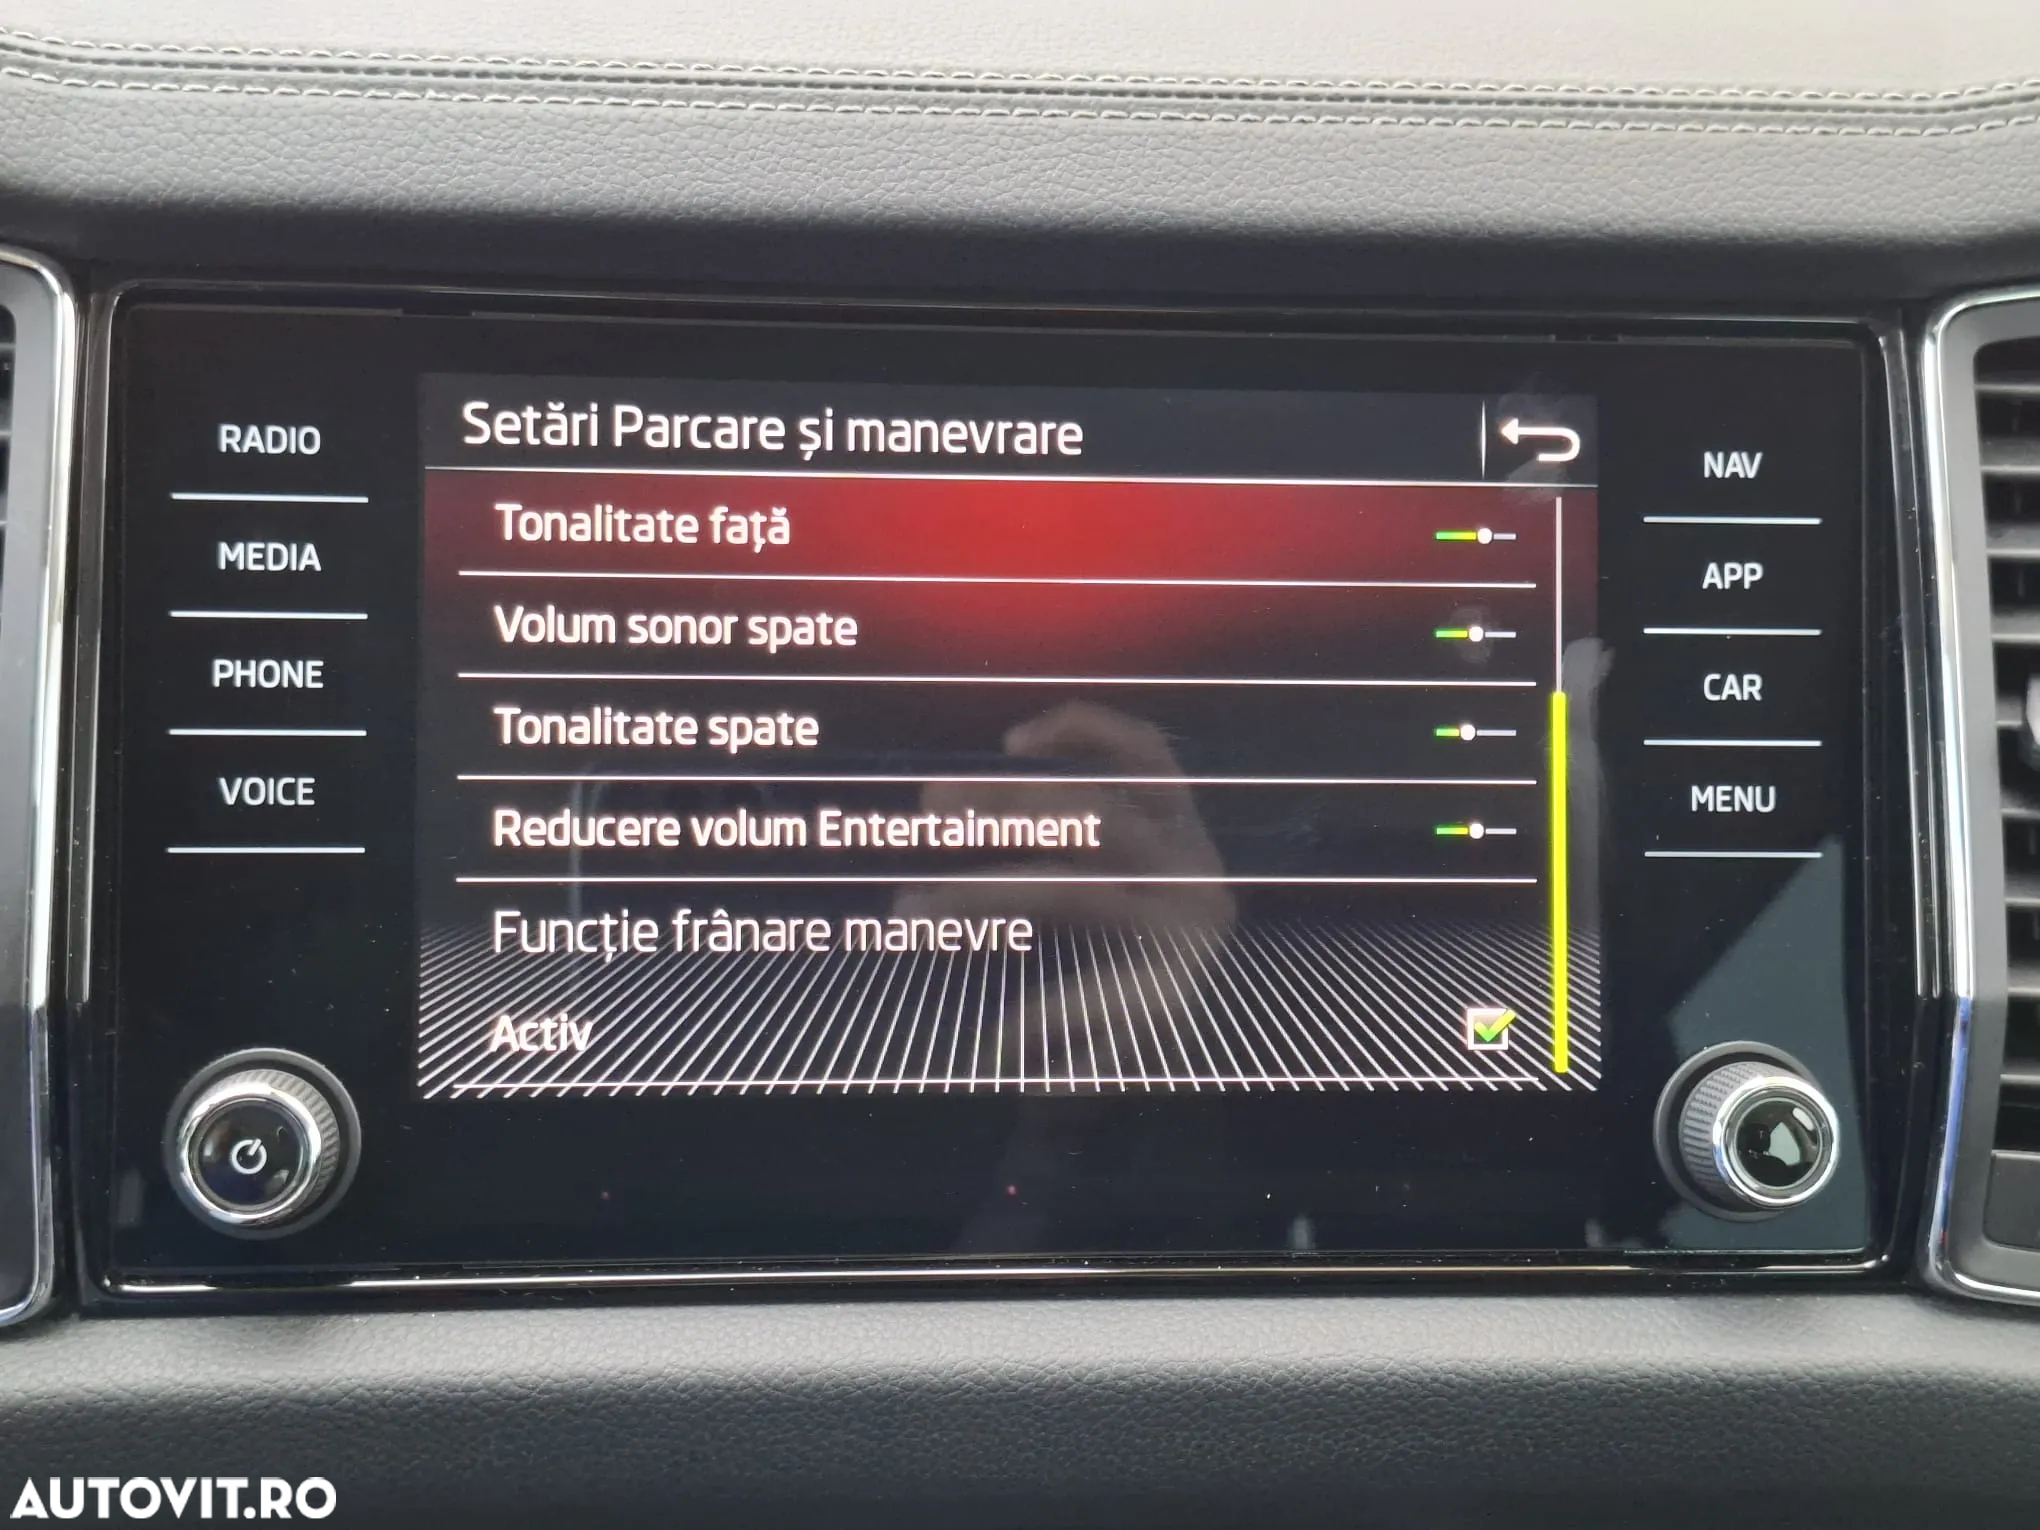 RADIO
MEDIA
PHONE
VOICE
Setări Parcare și manevrare
Tonalitate față
Volum sonor spate
Tonalitate spate
Reducere volum Entertainment
Funcție frânare manevre
Activ
NAV
APP
CAR
MENU
AUTOVIT.RO